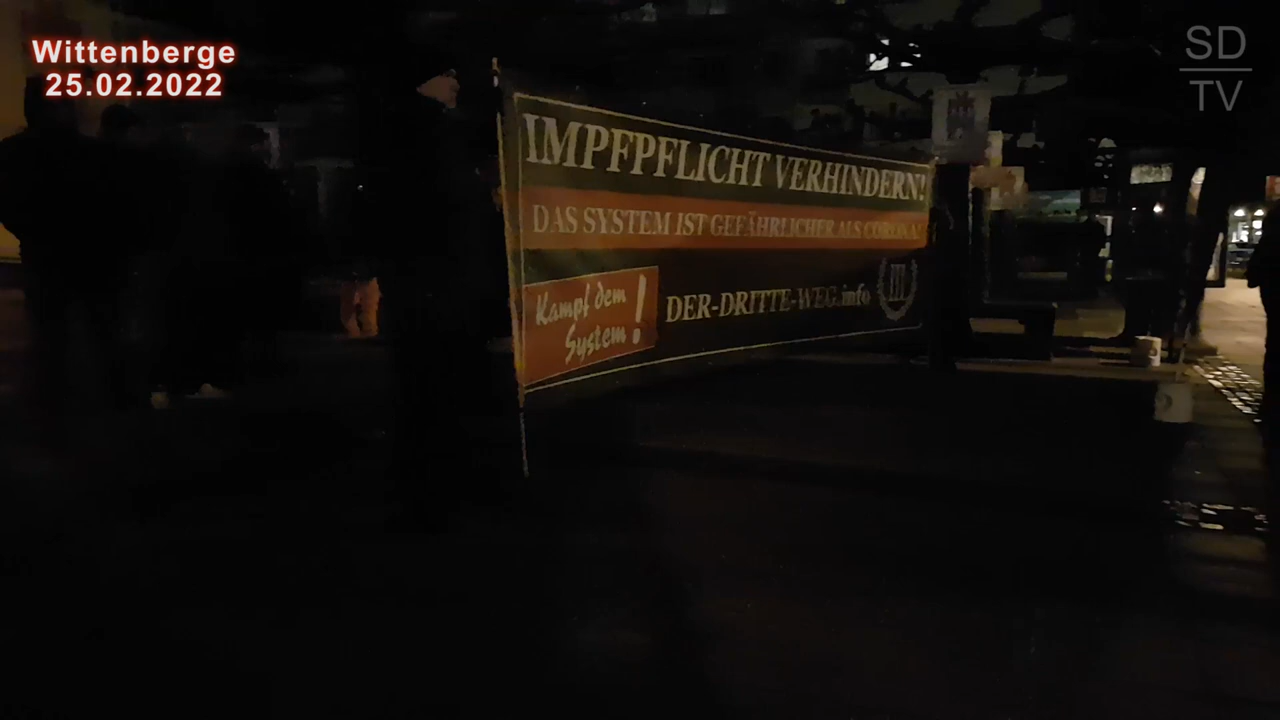 Wittenberge
25.02.2022
SD
TV
IMPFPFLICHT VERHINDERN!
DAS SYSTEM IST GEFÄHRLICHER ALS CORONA!
Kampf dem
System!
DER-DRITTE-WEG.info
III